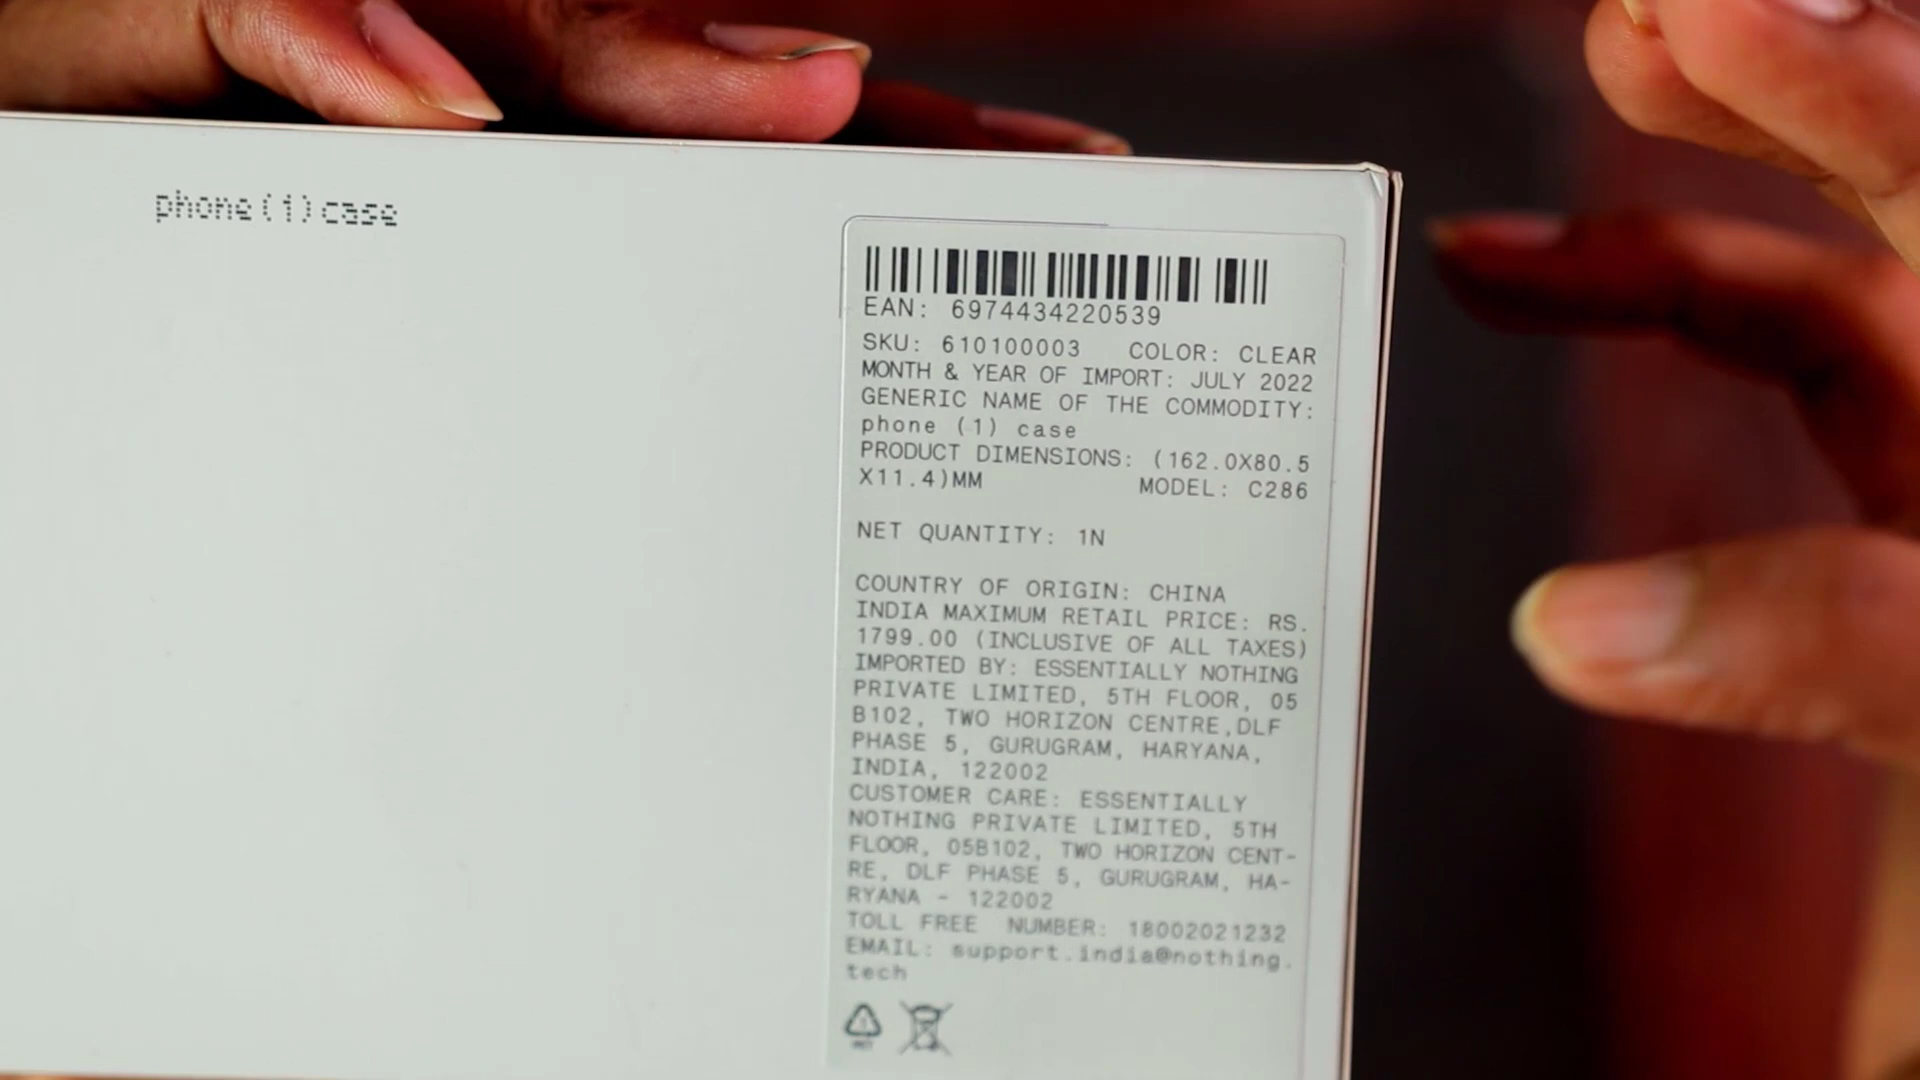 phone (1) case
EAN: 6974434220539
SKU: 610100003 COLOR: CLEAR
MONTH & YEAR OF IMPORT: JULY 2022
GENERIC NAME OF THE COMMODITY:
phone (1) case
PRODUCT DIMENSIONS: (162.0X80.5
X11.4)MM MODEL: C286
NET QUANTITY: 1N
COUNTRY OF ORIGIN: CHINA
INDIA MAXIMUM RETAIL PRICE: RS.
1799.00 (INCLUSIVE OF ALL TAXES)
IMPORTED BY: ESSENTIALLY NOTHING
PRIVATE LIMITED, 5TH FLOOR, 05
B102, TWO HORIZON CENTRE,DLF
PHASE 5, GURUGRAM, HARYANA,
INDIA, 122002
CUSTOMER CARE: ESSENTIALLY
NOTHING PRIVATE LIMITED, 5TH
FLOOR, 05B102, TWO HORIZON CENT-
RE, DLF PHASE 5, GURUGRAM, HA-
RYANA - 122002
TOLL FREE NUMBER: 18002021232
EMAIL: support.india@nothing.
tech